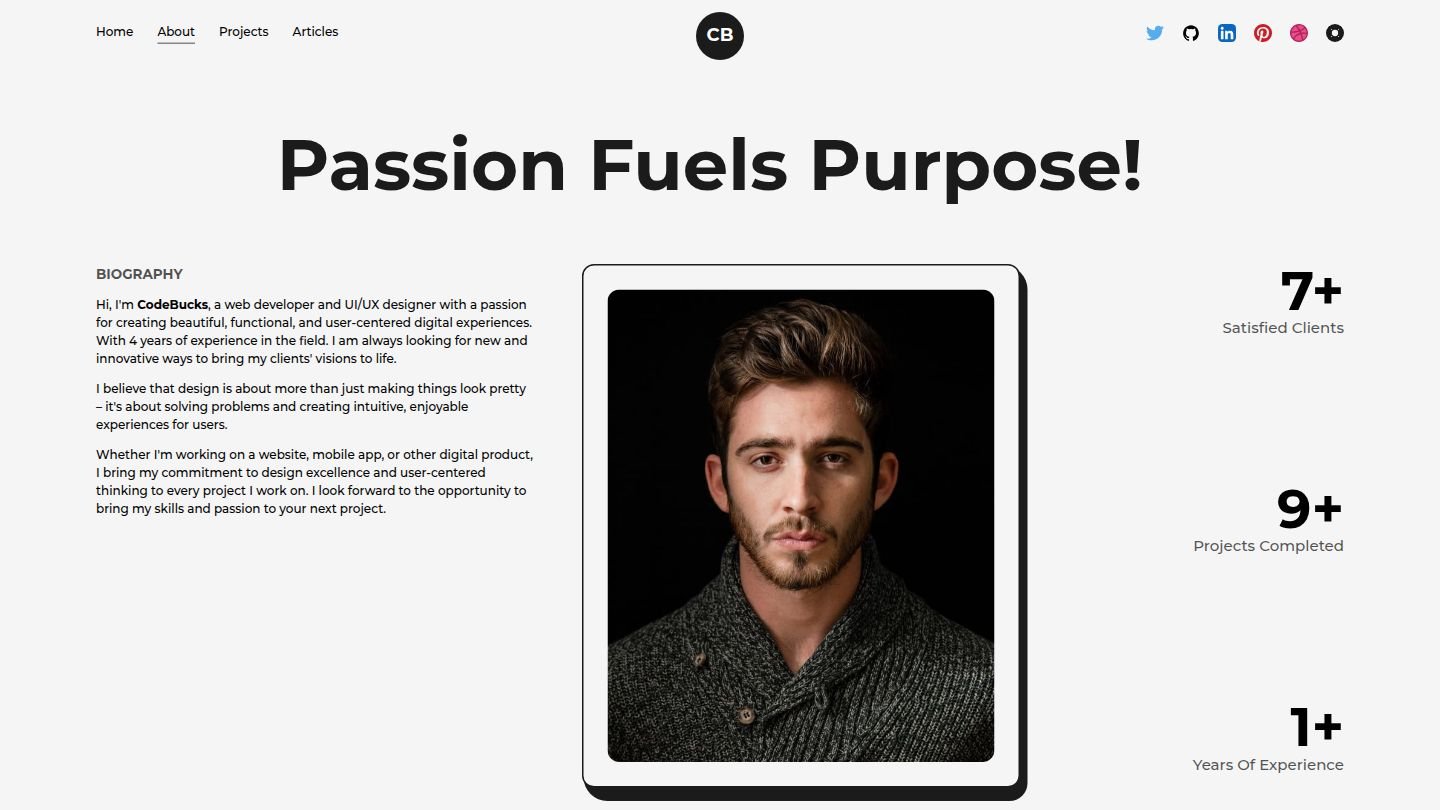 Home About Projects Articles
CB
Passion Fuels Purpose!
BIOGRAPHY
Hi, I'm CodeBucks, a web developer and UI/UX designer with a passion
for creating beautiful, functional, and user-centered digital experiences.
With 4 years of experience in the field. I am always looking for new and
innovative ways to bring my clients' visions to life.
I believe that design is about more than just making things look pretty
– it's about solving problems and creating intuitive, enjoyable
experiences for users.
Whether I'm working on a website, mobile app, or other digital product,
I bring my commitment to design excellence and user-centered
thinking to every project I work on. I look forward to the opportunity to
bring my skills and passion to your next project.
7+
Satisfied Clients
9+
Projects Completed
1+
Years Of Experience